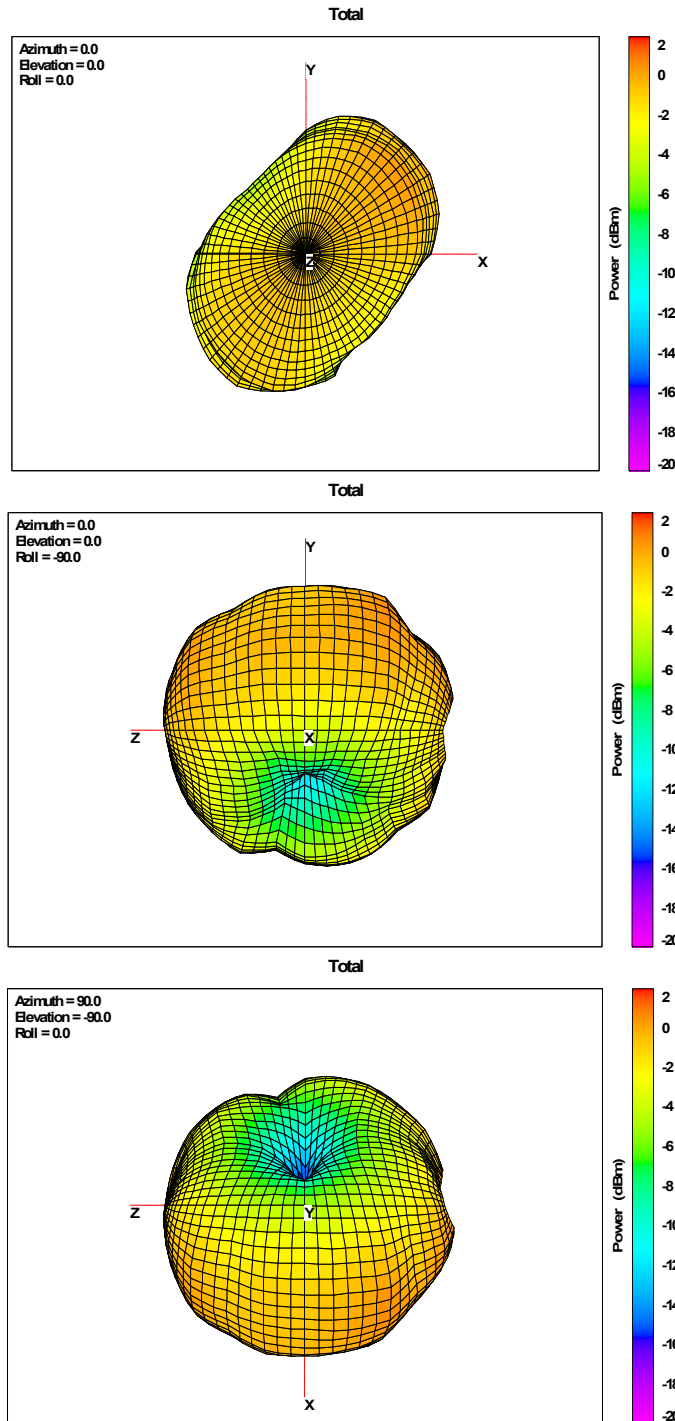 Total
Azimuth = 0.0
Elevation = 0.0
Roll = 0.0
Y
X
Z
2
0
-2
-4
-6
-8
-10
-12
-14
-16
-18
-20
Power (dBm)
Total
Azimuth = 0.0
Elevation = 0.0
Roll = -90.0
Y
Z
X
2
0
-2
-4
-6
-8
-10
-12
-14
-16
-18
-20
Power (dBm)
Total
Azimuth = 90.0
Elevation = -90.0
Roll = 0.0
Z
Y
X
2
0
-2
-4
-6
-8
-10
-12
-14
-16
-18
-20
Power (dBm)